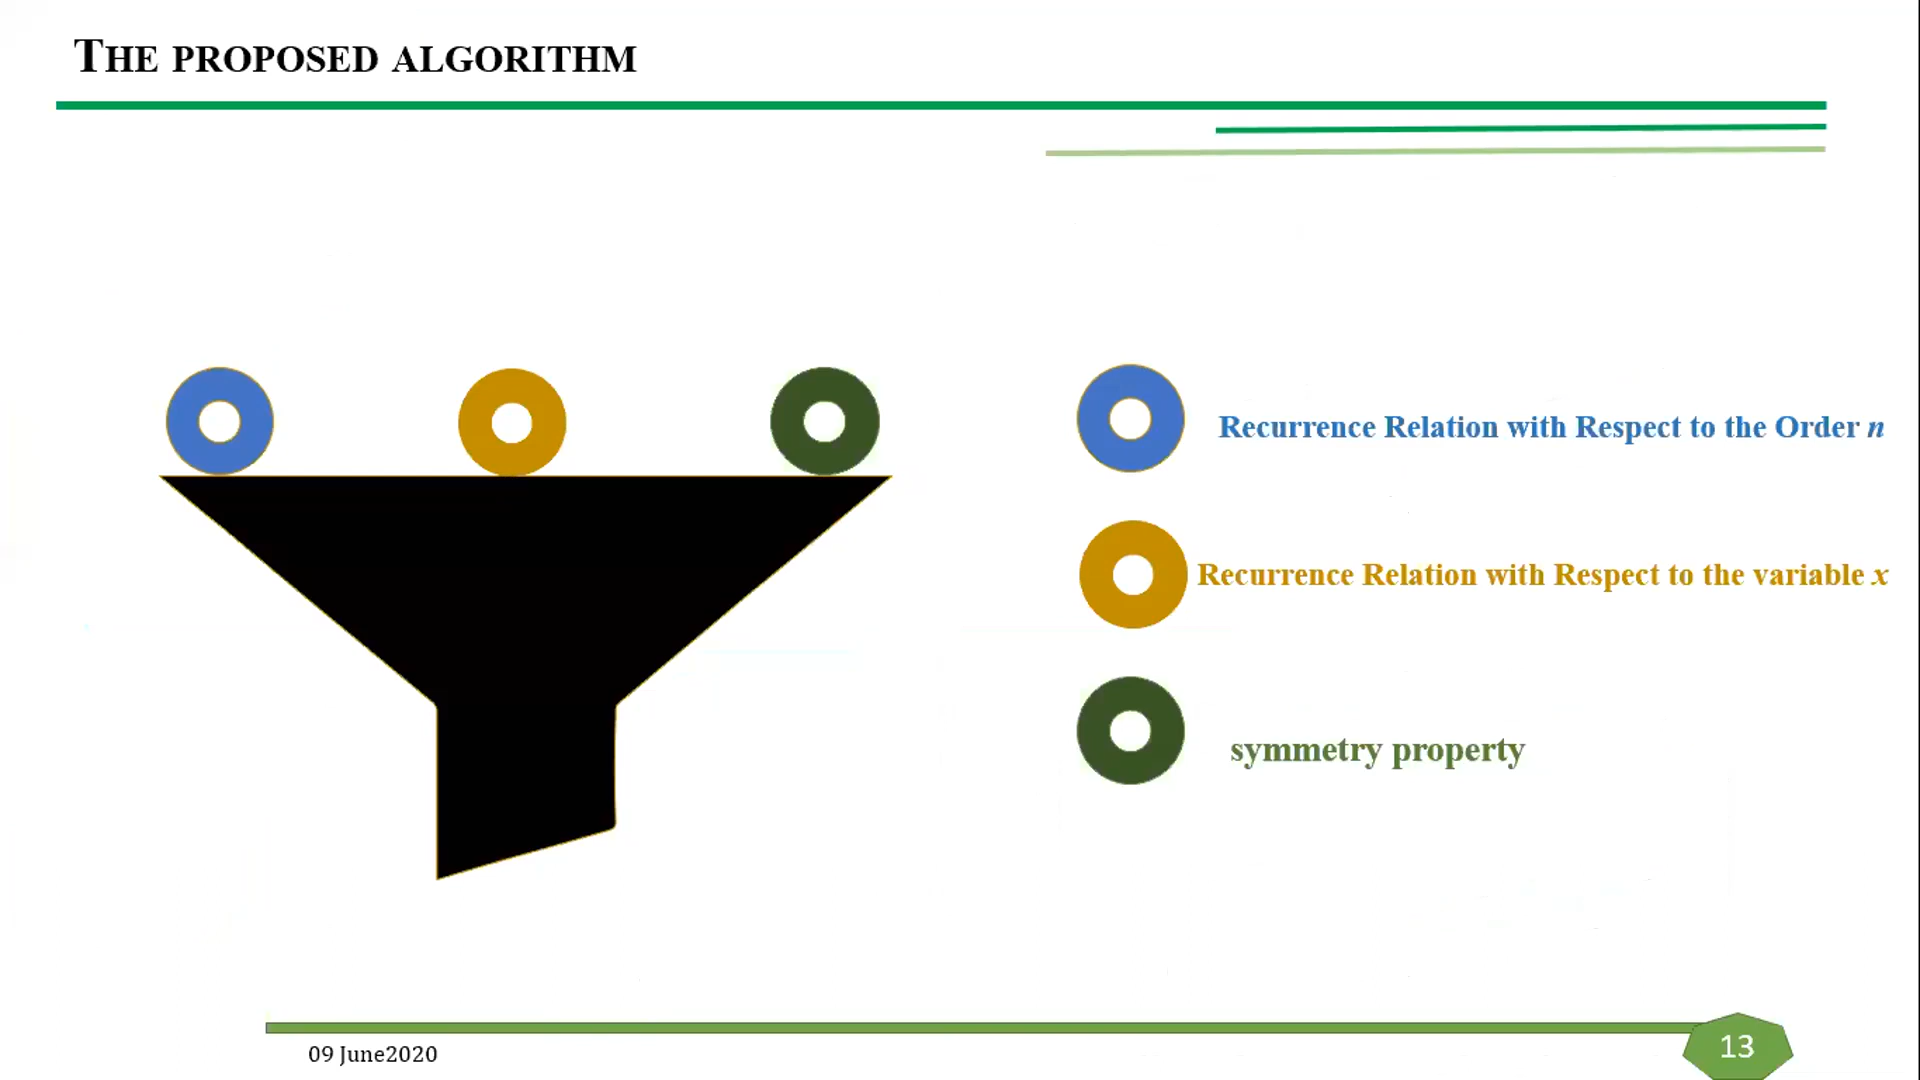 THE PROPOSED ALGORITHM
Recurrence Relation with Respect to the Order n
Recurrence Relation with Respect to the variable x
symmetry property
09 June2020
13